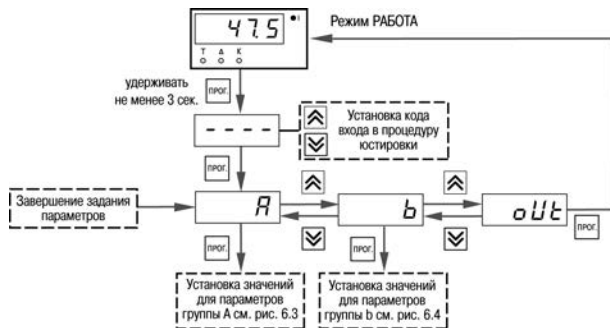 47.5
● I
Режим РАБОТА
Т Δ К
удерживать
не менее 3 сек.
ПРОГ.
- - - -
Установка кода
входа в процедуру
юстировки
ПРОГ.
Завершение задания
параметров
A
b
oUt
ПРОГ.
ПРОГ.
ПРОГ.
Установка значений
для параметров
группы А см. рис. 6.3
Установка значений
для параметров
группы b см. рис. 6.4